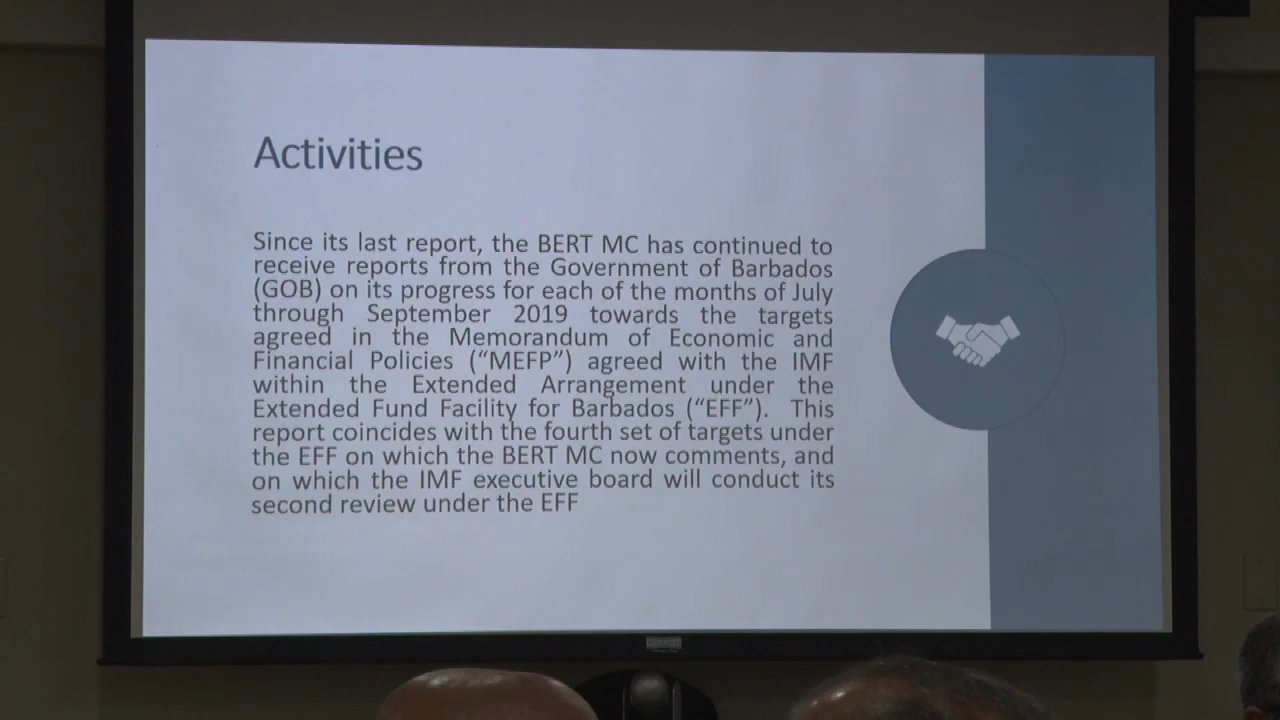 Activities
Since its last report, the BERT MC has continued to
receive reports from the Government of Barbados
(GOB) on its progress for each of the months of July
through September 2019 towards the targets
agreed in the Memorandum of Economic and
Financial Policies (“MEFP”) agreed with the IMF
within the Extended Arrangement under the
Extended Fund Facility for Barbados (“EFF”). This
report coincides with the fourth set of targets under
the EFF on which the BERT MC now comments, and
on which the IMF executive board will conduct its
second review under the EFF